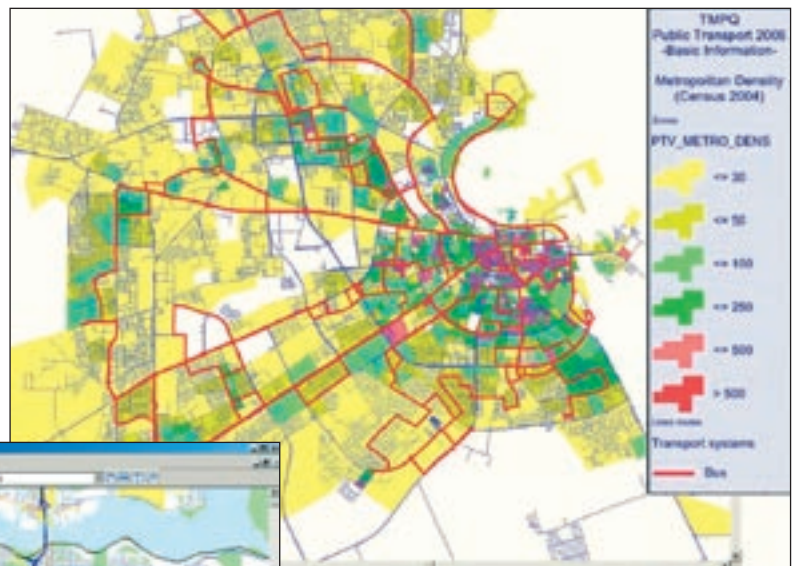 TMPQ
Public Transport 2006
-Basic Information-
Metropolitan Density
(Census 2004)
Zones
PTV_METRO_DENS
<= 30
<= 50
<= 100
<= 250
<= 500
> 500
Transport systems
Bus